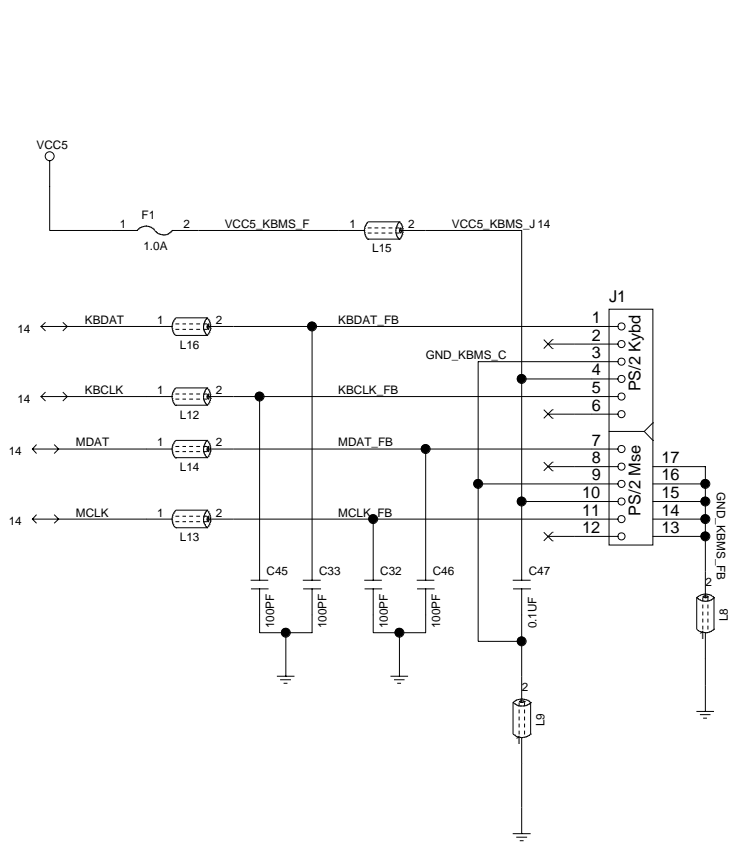 VCC5
F1
1 2 VCC5_KBMS_F 1 2 VCC5_KBMS_J14
1.0A
L15
J1
14 KBDAT 1 2 KBDAT_FB 1
L16
2
GND_KBMS_C 3
4
14 KBCLK 1 2 KBCLK_FB 5
L12
6
PS/2 Kybd
14 MDAT 1 2 MDAT_FB 7
L14
8 17
9 16
10 15
14 MCLK 1 2 MCLK_FB 11 14
L13
12 13
PS/2 Mse
GND_KBMS_FB
C45 C33 C32 C46 C47
100PF 100PF 100PF 100PF 0.1UF
2
L8
1
2
L9
1